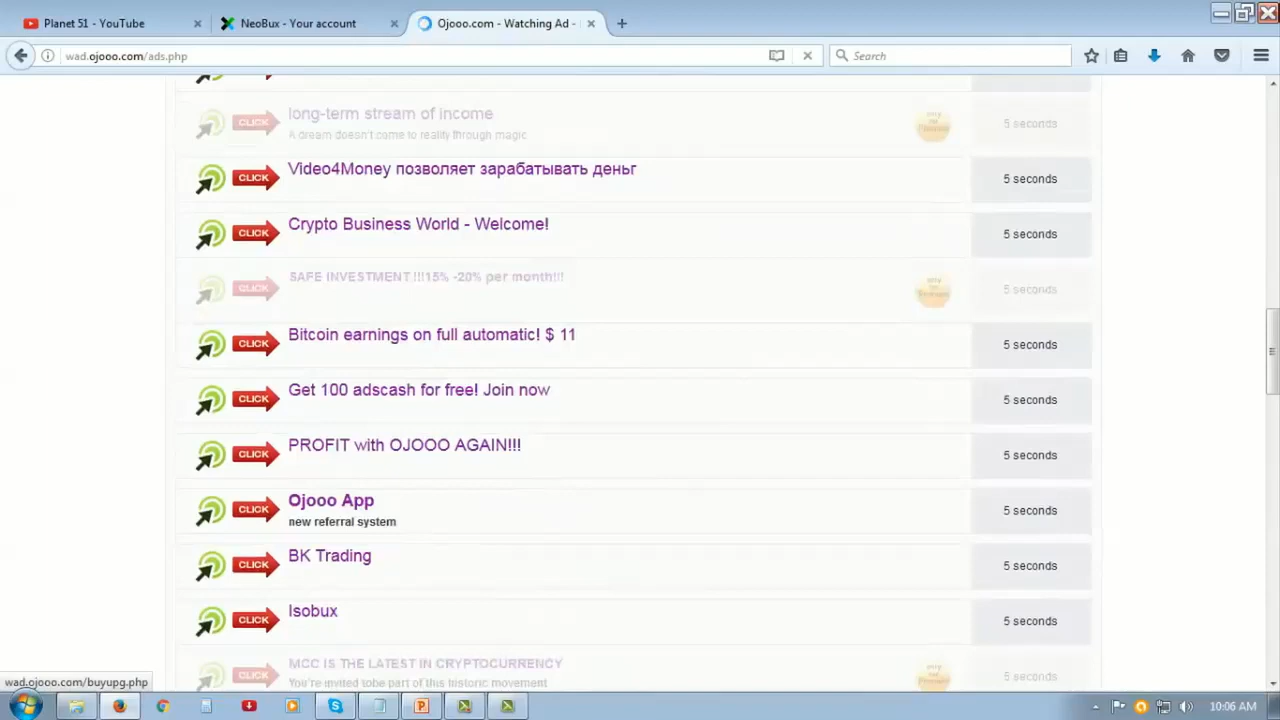 Planet 51 - YouTube
NeoBux - Your account
Ojooo.com - Watching Ad -
wad.ojooo.com/ads.php
Search
CLICK
long-term stream of income
A dream doesn't come to reality through magic
5 seconds
CLICK
Video4Money позволяет зарабатывать деньг
5 seconds
CLICK
Crypto Business World - Welcome!
5 seconds
CLICK
SAFE INVESTMENT !!!15% -20% per month!!!
5 seconds
CLICK
Bitcoin earnings on full automatic! $ 11
5 seconds
CLICK
Get 100 adscash for free! Join now
5 seconds
CLICK
PROFIT with OJOOO AGAIN!!!
5 seconds
CLICK
Ojooo App
new referral system
5 seconds
CLICK
BK Trading
5 seconds
CLICK
Isobux
5 seconds
CLICK
MCC IS THE LATEST IN CRYPTOCURRENCY
You're invited tobe part of this historic movement
5 seconds
wad.ojooo.com/buyupg.php
10:06 AM